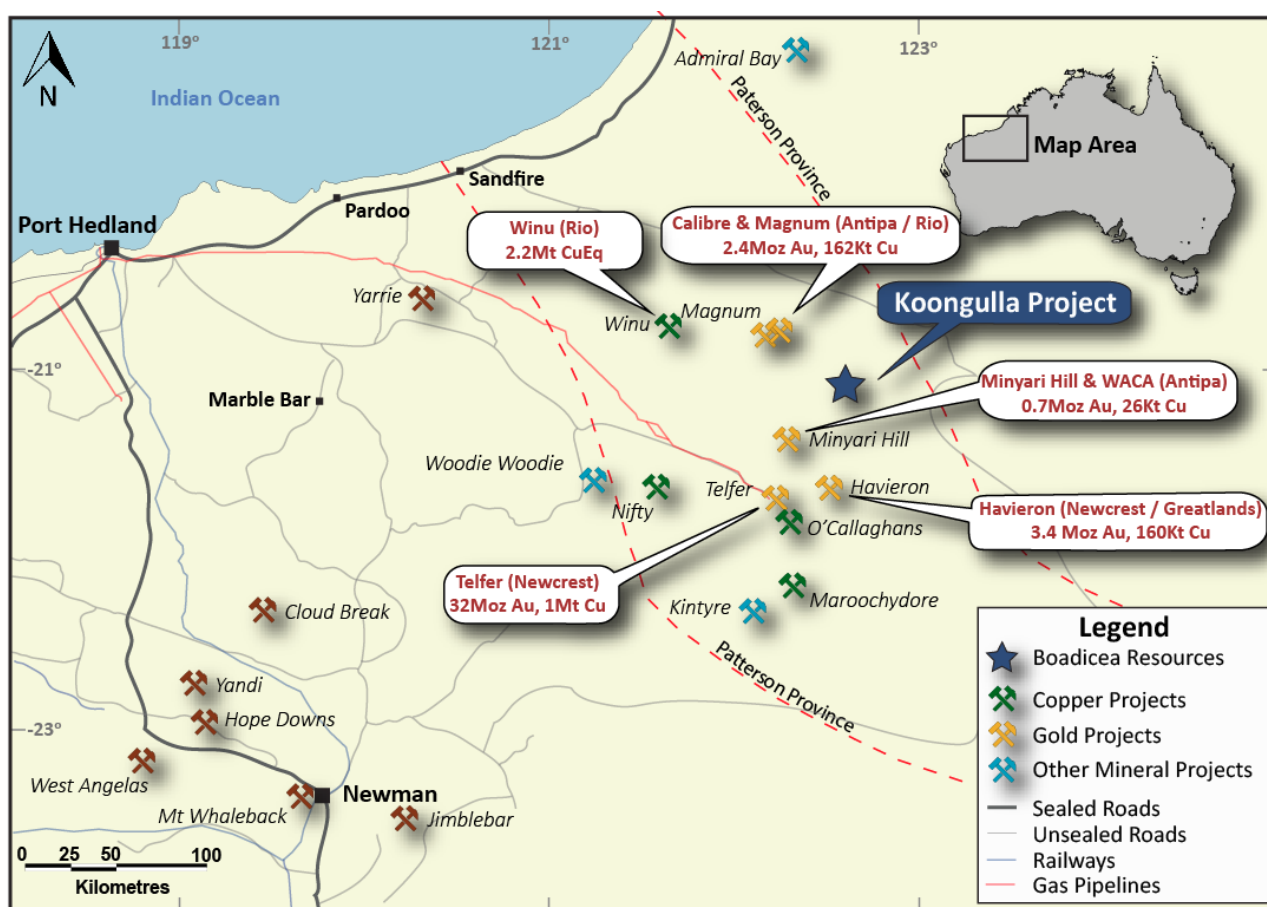 119°
121°
123°
N
Indian Ocean
Admiral Bay
Paterson Province
Map Area
Sandfire
Pardoo
Port Hedland
Winu (Rio)
2.2Mt CuEq
Calibre & Magnum (Antipa / Rio)
2.4Moz Au, 162Kt Cu
Yarrie
Winu
Magnum
Koongulla Project
-21°
Marble Bar
Minyari Hill & WACA (Antipa)
0.7Moz Au, 26Kt Cu
Minyari Hill
Woodie Woodie
Nifty
Telfer
Havieron
O'Callaghans
Havieron (Newcrest / Greatlands)
3.4 Moz Au, 160Kt Cu
Telfer (Newcrest)
32Moz Au, 1Mt Cu
Cloud Break
Kintyre
Maroochydore
Patterson Province
Yandi
Hope Downs
-23°
West Angelas
Mt Whaleback
Newman
Jimblebar
0 25 50 100
Kilometres
Legend
Boadicea Resources
Copper Projects
Gold Projects
Other Mineral Projects
Sealed Roads
Unsealed Roads
Railways
Gas Pipelines